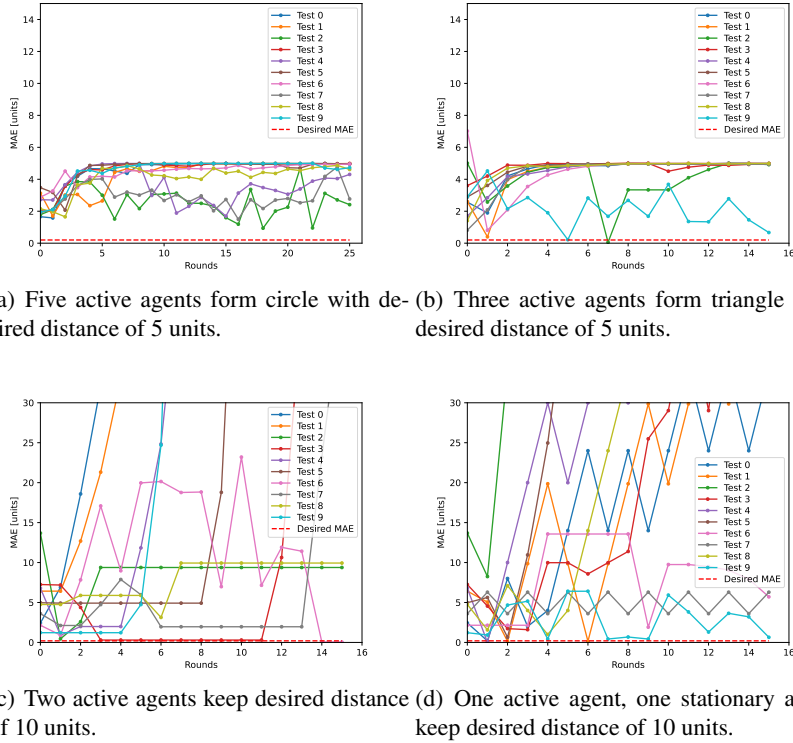 Test 0
Test 1
Test 2
Test 3
Test 4
Test 5
Test 6
Test 7
Test 8
Test 9
Desired MAE
MAE [units]
14
12
10
8
6
4
2
0
0 5 10 15 20 25
Rounds
Test 0
Test 1
Test 2
Test 3
Test 4
Test 5
Test 6
Test 7
Test 8
Test 9
Desired MAE
MAE [units]
14
12
10
8
6
4
2
0
0 2 4 6 8 10 12 14 16
Rounds
a) Five active agents form circle with de-
ired distance of 5 units.
(b) Three active agents form triangle
desired distance of 5 units.
30
25
20
15
10
5
0
MAE [units]
Test 0
Test 1
Test 2
Test 3
Test 4
Test 5
Test 6
Test 7
Test 8
Test 9
Desired MAE
0 2 4 6 8 10 12 14 16
Rounds
30
25
20
15
10
5
0
MAE [units]
Test 0
Test 1
Test 2
Test 3
Test 4
Test 5
Test 6
Test 7
Test 8
Test 9
Desired MAE
0 2 4 6 8 10 12 14 16
Rounds
c) Two active agents keep desired distance
f 10 units.
(d) One active agent, one stationary a
keep desired distance of 10 units.